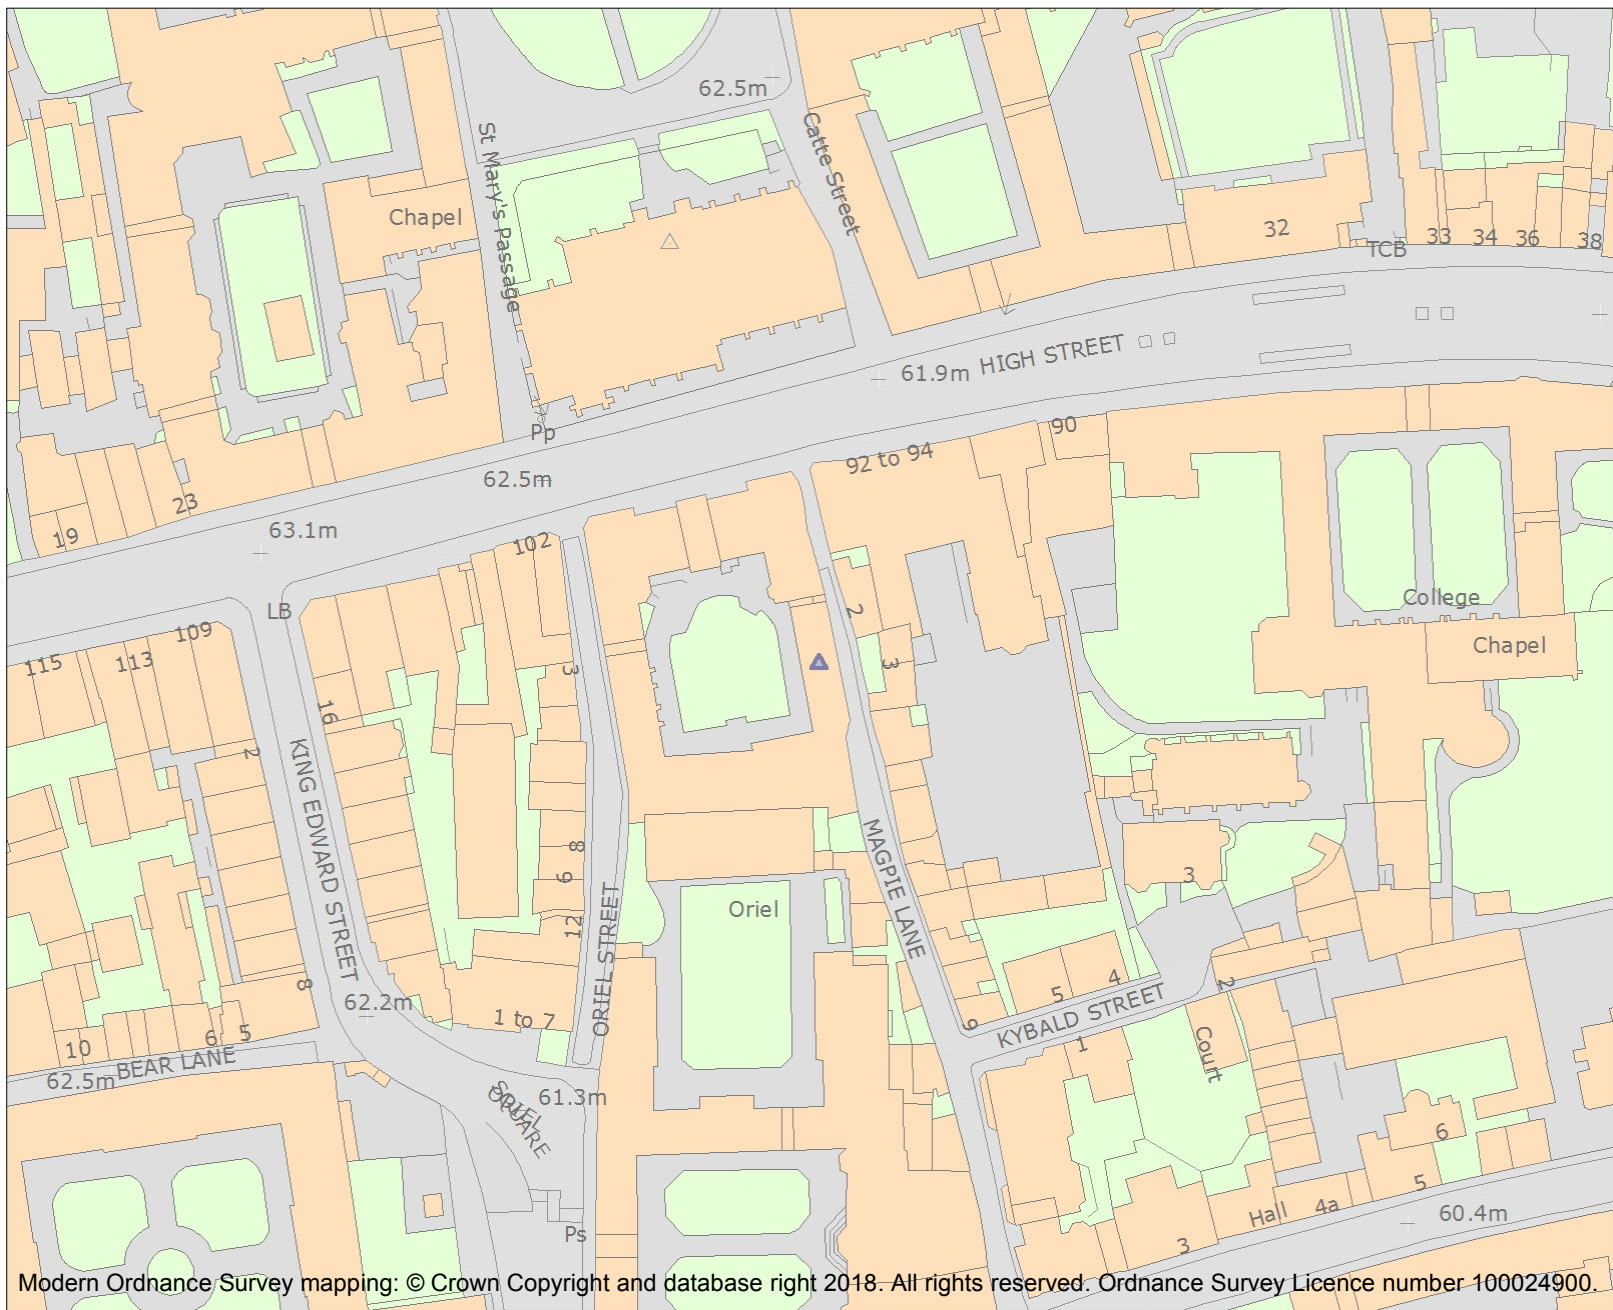 62.5m
St Mary's Passage
Catte Street
Chapel
32
TCB
33
34
36
38
HIGH STREET
61.9m
Pp
90
92 to 94
62.5m
23
19
63.1m
102
College
LB
2
109
Chapel
115
113
3
3
16
2
KING EDWARD STREET
MAGPIE LANE
8
3
9
ORIEL STREET
Oriel
12
8
62.2m
5
4
2
KYBALD STREET
1 to 7
9
6
5
10
1
Court
BEAR LANE
62.5m
61.3m
ORIEL
SQUARE
6
5
4a
Hall
60.4m
Ps
3
Modern Ordnance Survey mapping: © Crown Copyright and database right 2018. All rights reserved. Ordnance Survey Licence number 100024900.